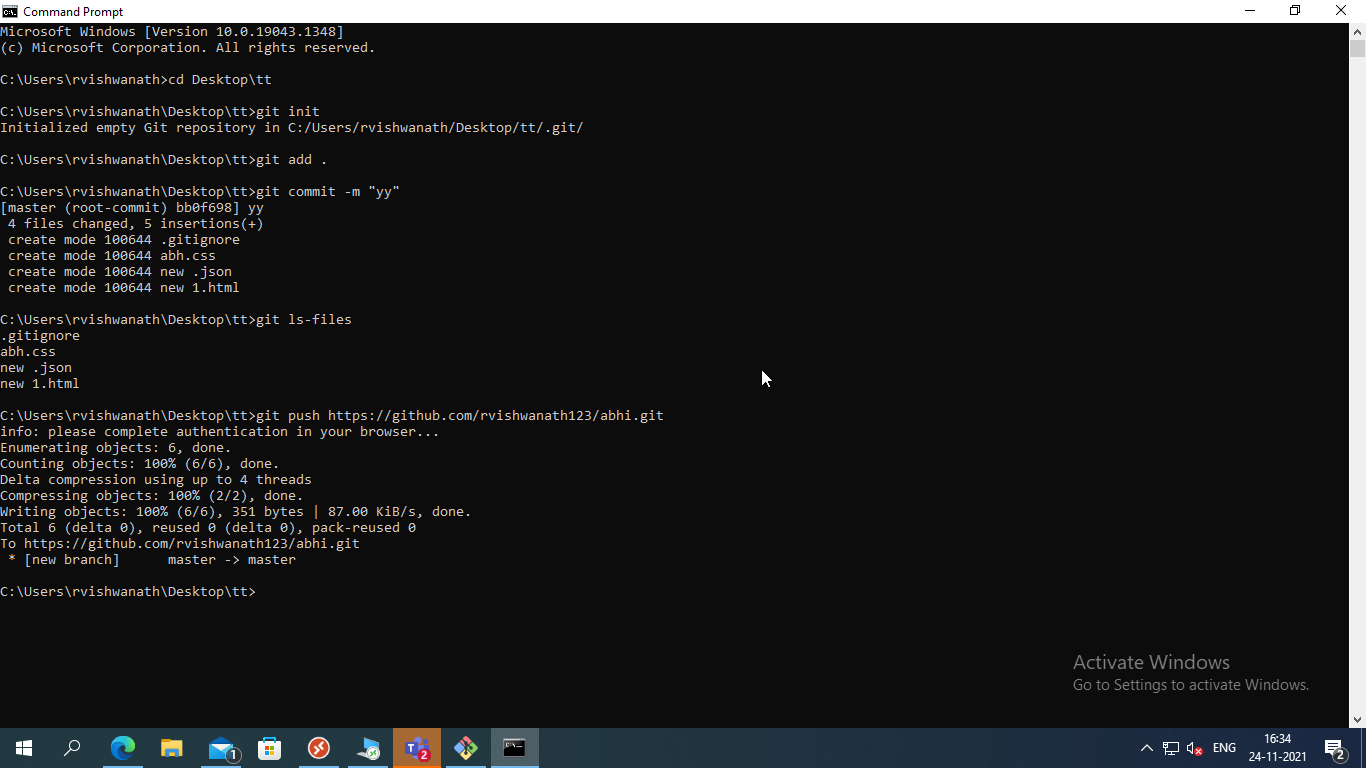 Command Prompt
Microsoft Windows [Version 10.0.19043.1348]
(c) Microsoft Corporation. All rights reserved.
C:\Users\rvishwanath>cd Desktop\tt
C:\Users\rvishwanath\Desktop\tt>git init
Initialized empty Git repository in C:/Users/rvishwanath/Desktop/tt/.git/
C:\Users\rvishwanath\Desktop\tt>git add .
C:\Users\rvishwanath\Desktop\tt>git commit -m "yy"
[master (root-commit) bb0f698] yy
 4 files changed, 5 insertions(+)
 create mode 100644 .gitignore
 create mode 100644 abh.css
 create mode 100644 new .json
 create mode 100644 new 1.html
C:\Users\rvishwanath\Desktop\tt>git ls-files
.gitignore
abh.css
new .json
new 1.html
C:\Users\rvishwanath\Desktop\tt>git push https://github.com/rvishwanath123/abhi.git
info: please complete authentication in your browser...
Enumerating objects: 6, done.
Counting objects: 100% (6/6), done.
Delta compression using up to 4 threads
Compressing objects: 100% (2/2), done.
Writing objects: 100% (6/6), 351 bytes | 87.00 KiB/s, done.
Total 6 (delta 0), reused 0 (delta 0), pack-reused 0
To https://github.com/rvishwanath123/abhi.git
 * [new branch]      master -> master
C:\Users\rvishwanath\Desktop\tt>
Activate Windows
Go to Settings to activate Windows.
1
T
2
ENG
16:34
24-11-2021
2